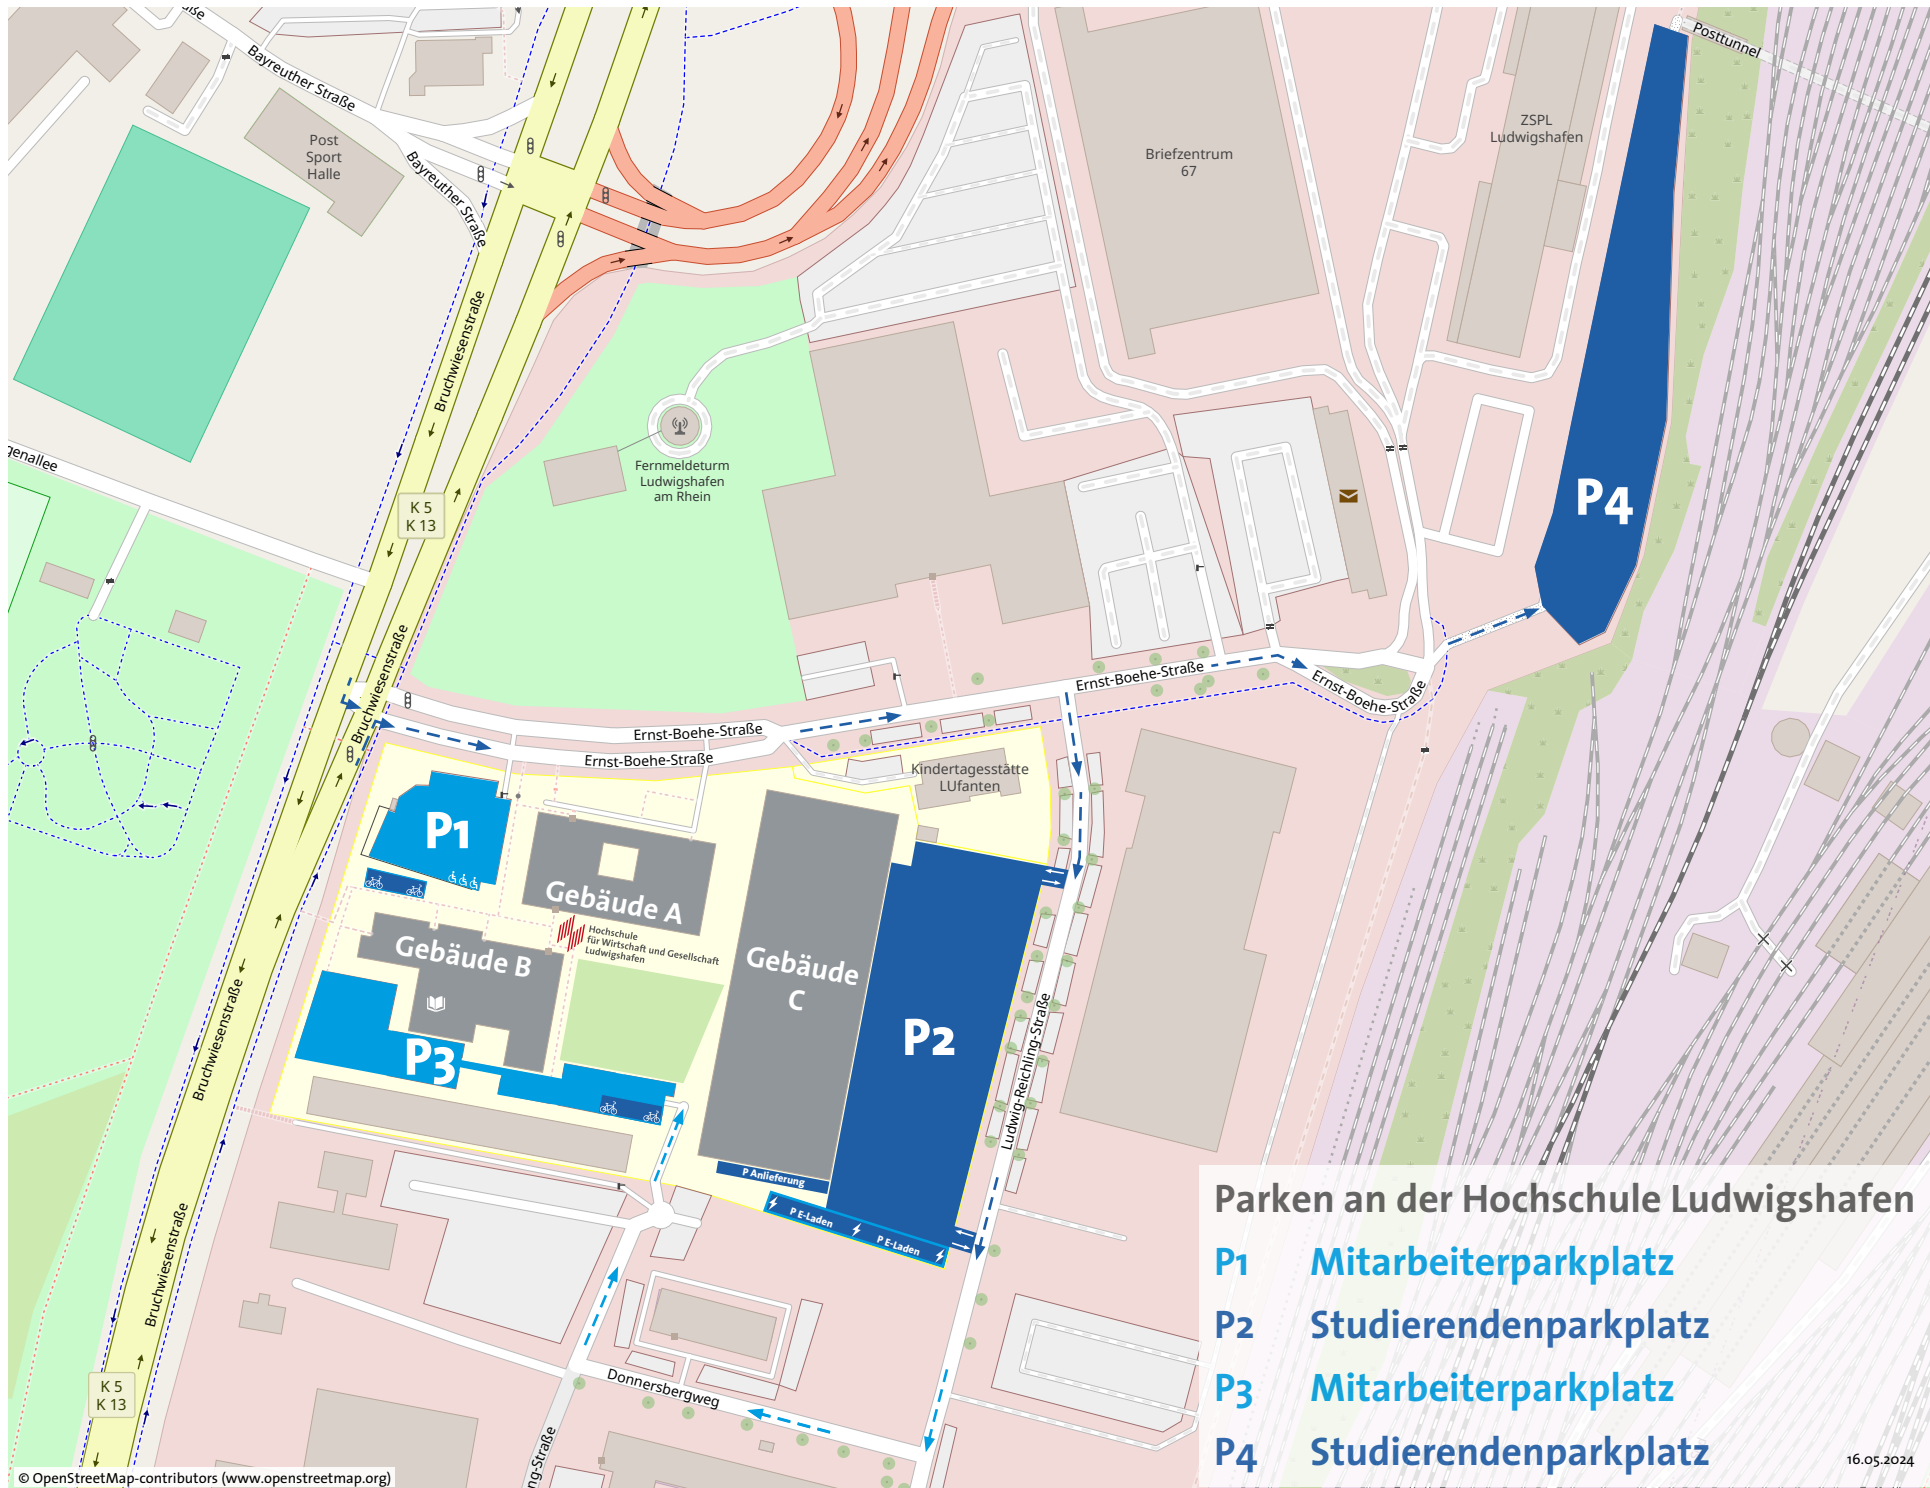 Bayreuther Straße
Post
Sport
Halle
Bayreuther Straße
Posttunnel
ZSPL
Ludwigshafen
Briefzentrum
67
Bruchwiesenstraße
Fernmeldeturm
Ludwigshafen
am Rhein
K 5
K 13
P4
Bruchwiesenstraße
Ernst-Boehe-Straße
Ernst-Boehe-Straße
Ernst-Boehe-Straße
Ernst-Boehe-Straße
Kindertagesstätte
LUfanten
P1
Gebäude A
Hochschule
für Wirtschaft und Gesellschaft
Ludwigshafen
Gebäude B
Gebäude
C
P2
P3
Bruchwiesenstraße
Ludwig-Reichling-Straße
P Anlieferung
P E-Laden
P E-Laden
Bruchwiesenstraße
Donnersbergweg
K 5
K 13
ng-Straße
Parken an der Hochschule Ludwigshafen
P1 Mitarbeiterparkplatz
P2 Studierendenparkplatz
P3 Mitarbeiterparkplatz
P4 Studierendenparkplatz
16.05.2024
© OpenStreetMap-contributors (www.openstreetmap.org)